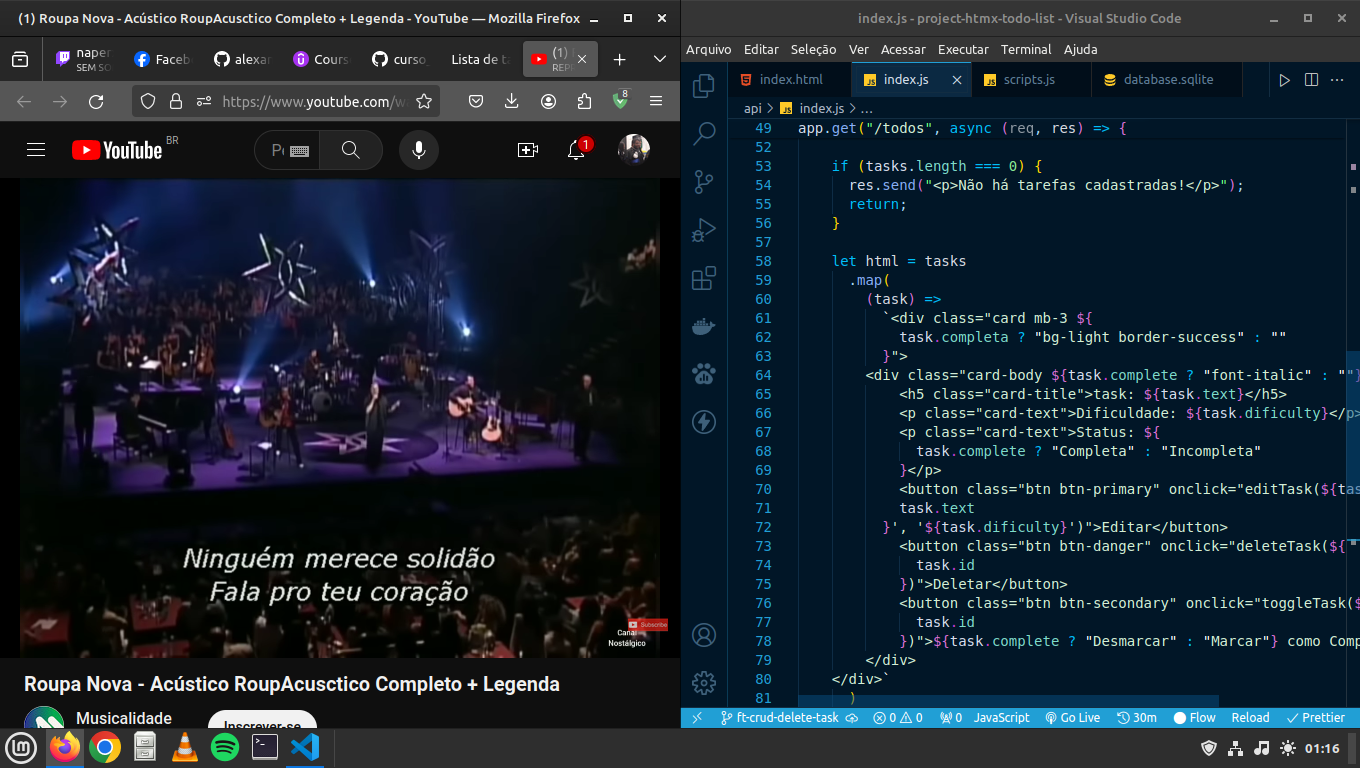 (1) Roupa Nova - Acústico RoupAcusctico Completo + Legenda - YouTube — Mozilla Firefox
naper
SEM SO
Faceb
alexar
Cours
curso_
Lista de ta
(1)
REPR
https://www.youtube.com/w
8
YouTube
BR
1
Ninguém merece solidão
Fala pro teu coração
Subscribe
Canal
Nostálgico
Roupa Nova - Acústico RoupAcusctico Completo + Legenda
Musicalidade
Inscrever-se
index.js - project-htmx-todo-list - Visual Studio Code
Arquivo Editar Seleção Ver Acessar Executar Terminal Ajuda
index.html
index.js
scripts.js
database.sqlite
api > index.js > ...
49 app.get("/todos", async (req, res) => {
52
53 if (tasks.length === 0) {
54 res.send("<p>Não há tarefas cadastradas!</p>");
55 return;
56 }
57
58 let html = tasks
59 .map(
60 (task) =>
61 `<div class="card mb-3 ${
62 task.completa ? "bg-light border-success" : ""
63 }">
64 <div class="card-body ${task.complete ? "font-italic" : ""}
65 <h5 class="card-title">task: ${task.text}</h5>
66 <p class="card-text">Dificuldade: ${task.dificulty}</p>
67 <p class="card-text">Status: ${
68 task.complete ? "Completa" : "Incompleta"
69 }</p>
70 <button class="btn btn-primary" onclick="editTask(${tas
71 task.text
72 }', '${task.dificulty}')">Editar</button>
73 <button class="btn btn-danger" onclick="deleteTask(${
74 task.id
75 })">Deletar</button>
76 <button class="btn btn-secondary" onclick="toggleTask($
77 task.id
78 })">${task.complete ? "Desmarcar" : "Marcar"} como Comp
79 </div>
80 </div>`
81 )
ft-crud-delete-task 0 0 0 JavaScript Go Live 30m Flow Reload Prettier
01:16